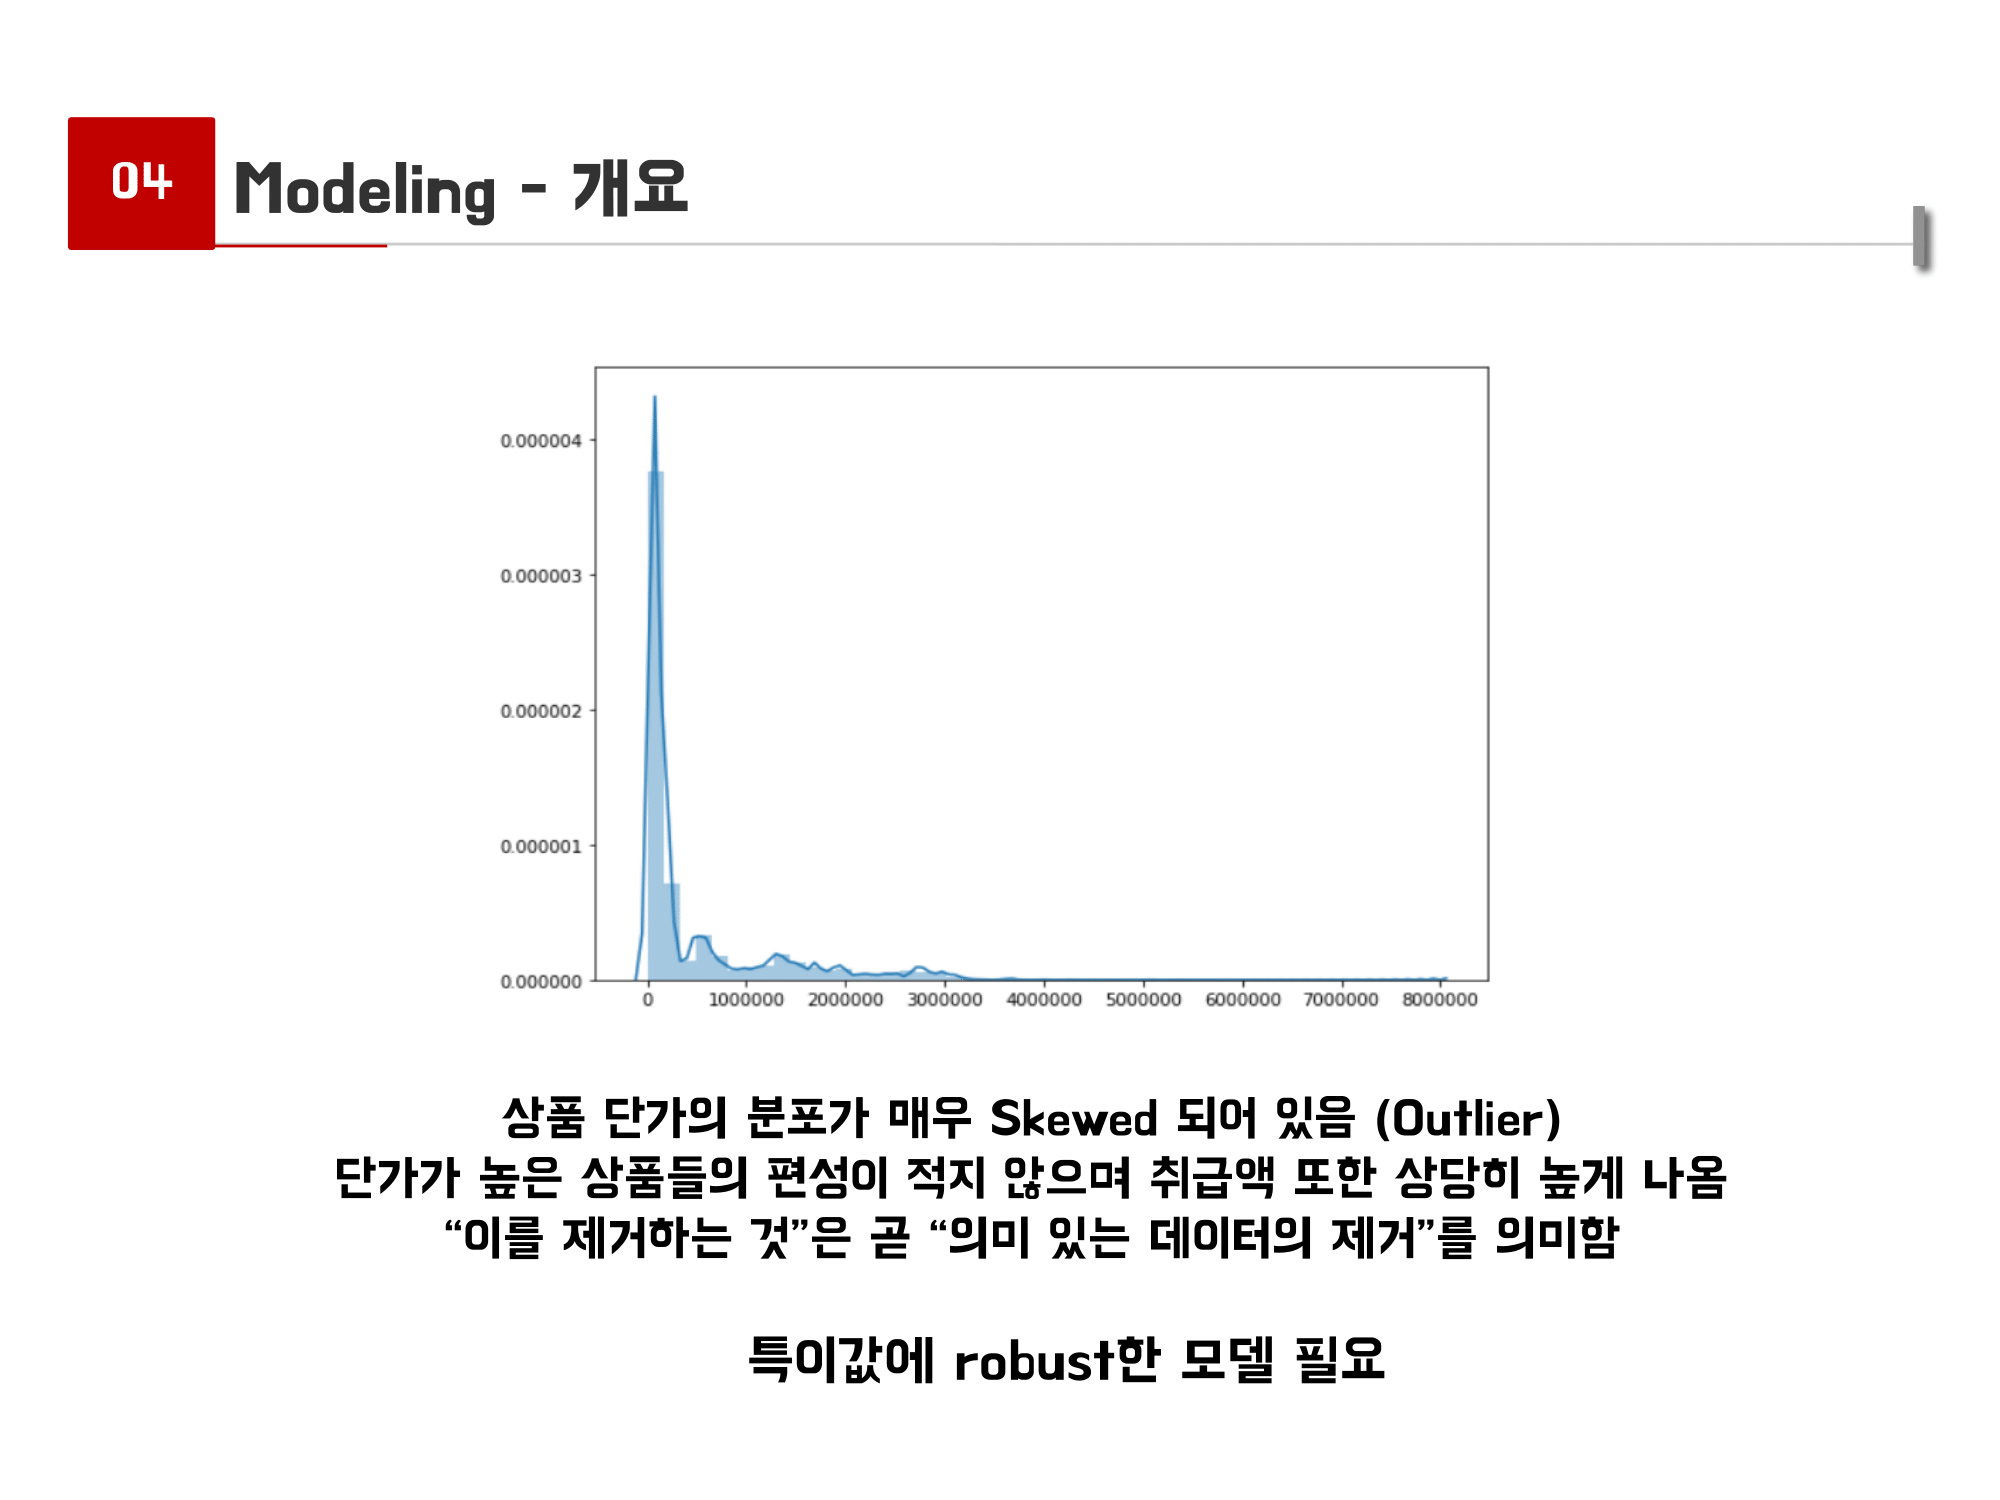 04
Modeling - 개요
0.000004
0.000003
0.000002
0.000001
0.000000
0 1000000 2000000 3000000 4000000 5000000 6000000 7000000 8000000
상품 단가의 분포가 매우 Skewed 되어 있음 (Outlier)
단가가 높은 상품들의 편성이 적지 않으며 취급액 또한 상당히 높게 나옴
“이를 제거하는 것”은 곧 “의미 있는 데이터의 제거”를 의미함
특이값에 robust한 모델 필요